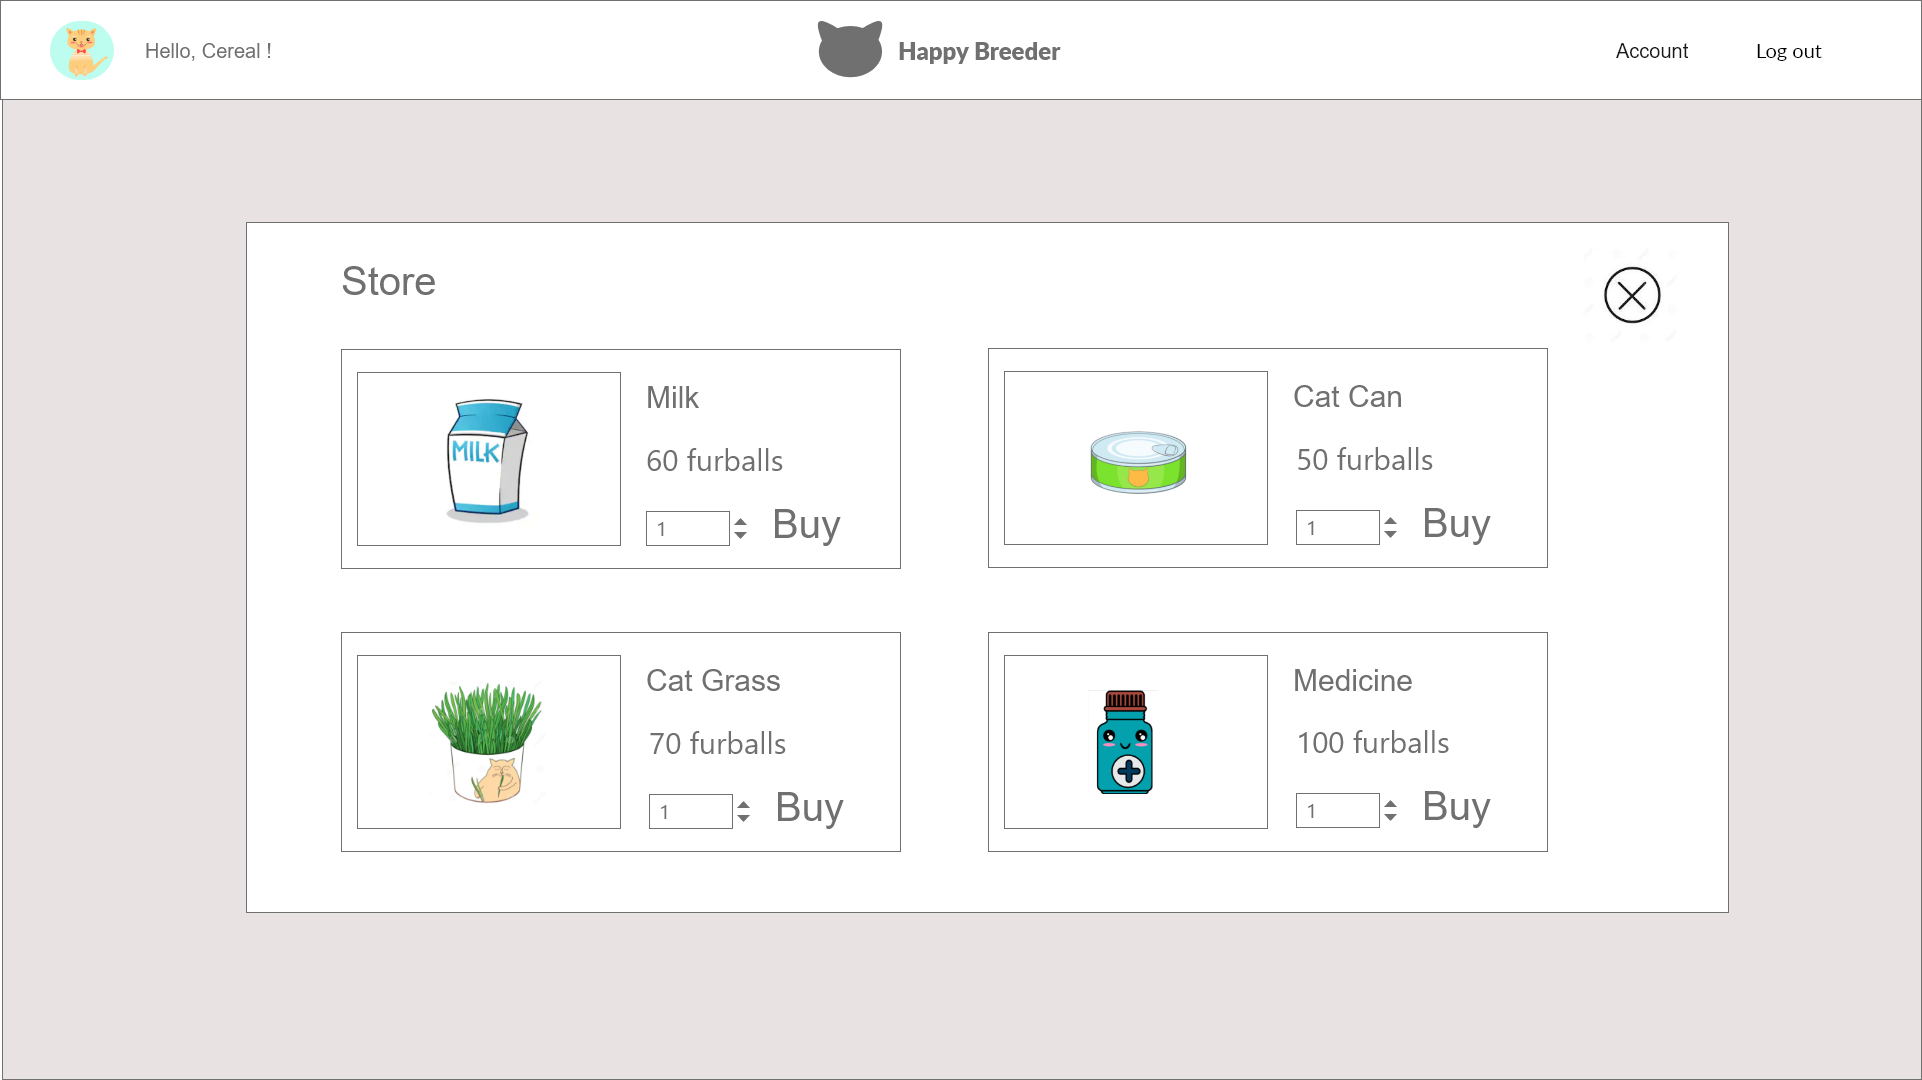 Hello, Cereal !
Happy Breeder
Account
Log out
Store
MILK
Milk
60 furballs
1
Buy
Cat Can
50 furballs
1
Buy
Cat Grass
70 furballs
1
Buy
Medicine
100 furballs
1
Buy